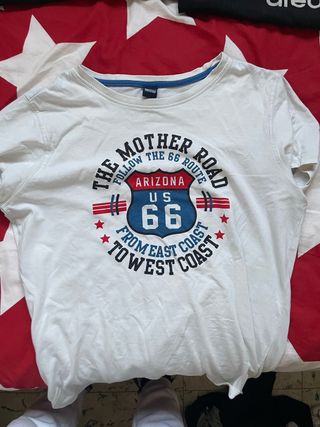 THE MOTHER ROAD
FOLLOW THE 66 ROUTE
ARIZONA
US
66
FROM EAST COAST
TO WEST COAST